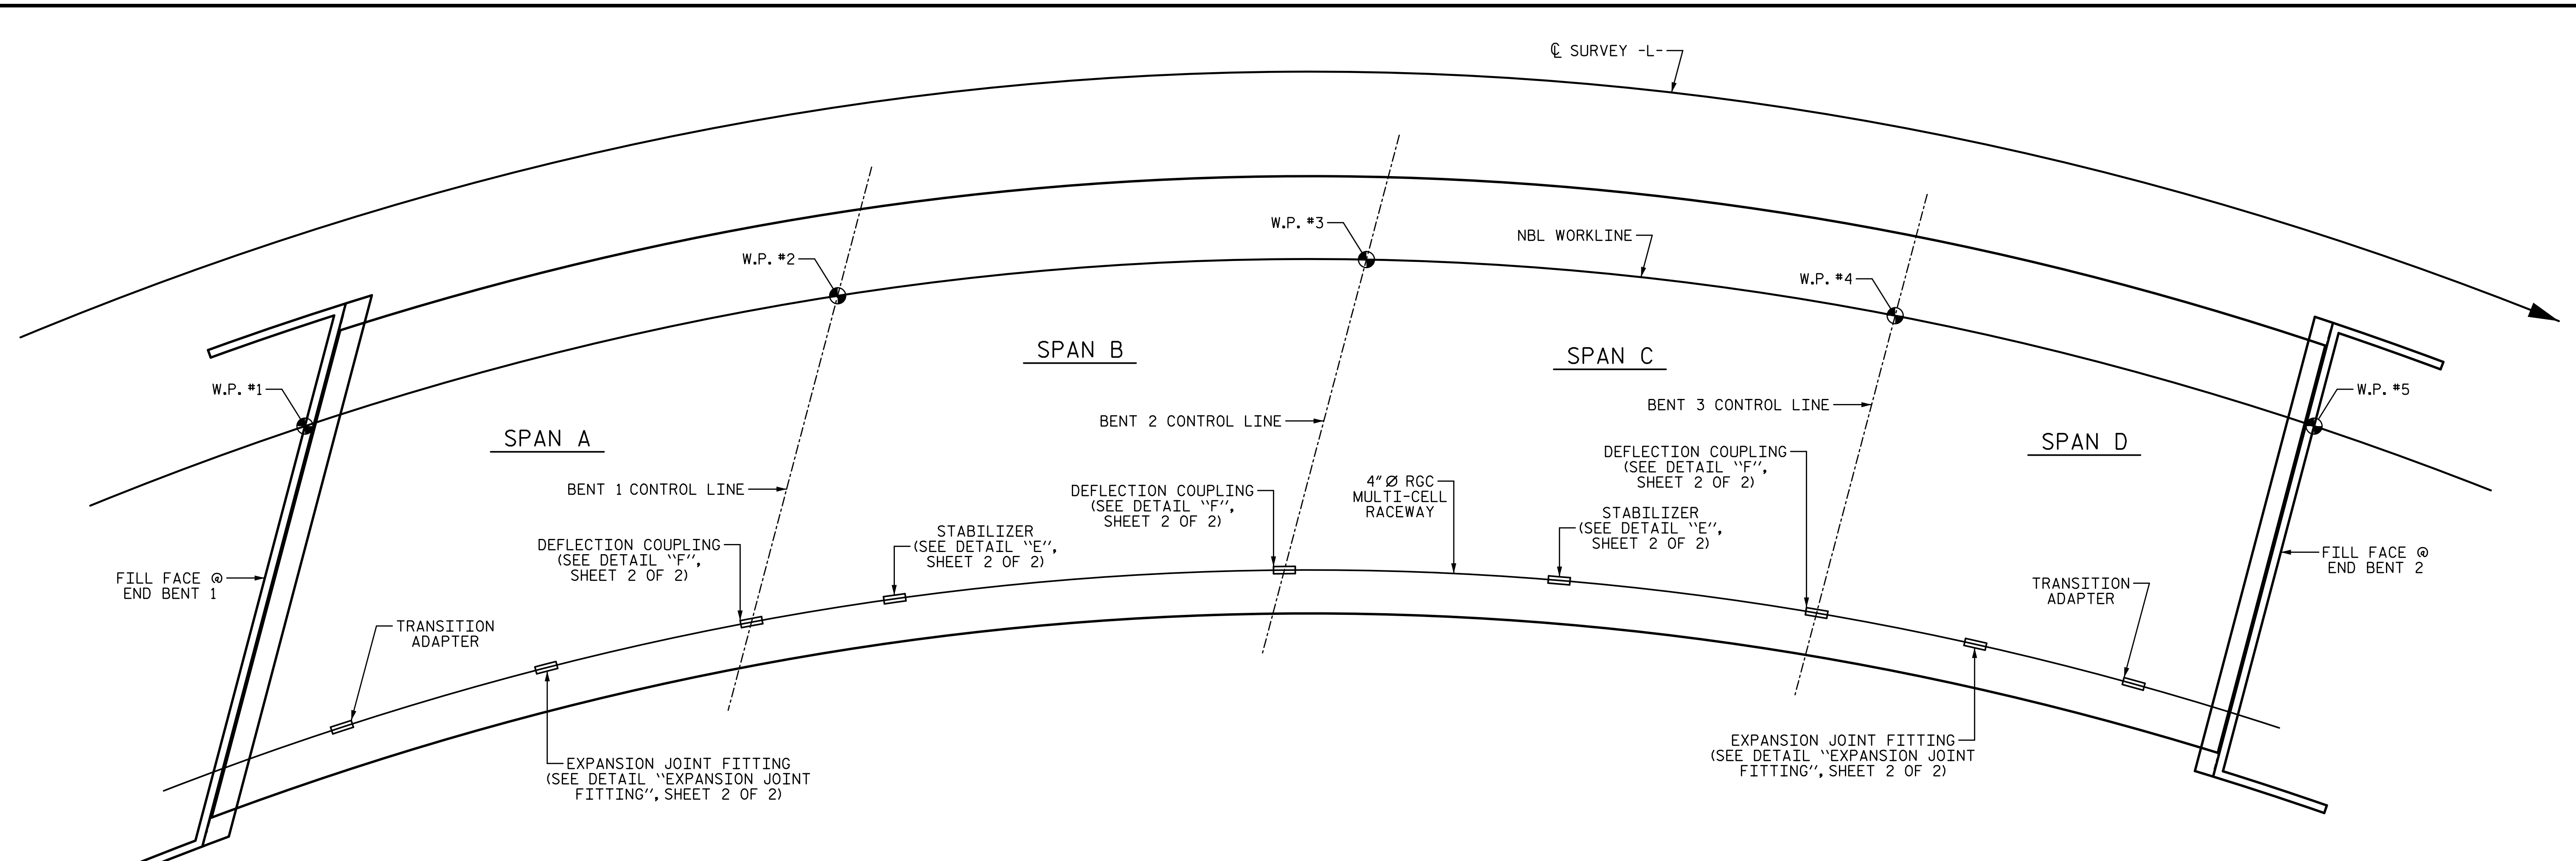 ℄ SURVEY -L-
W.P. #3
NBL WORKLINE
W.P. #2
W.P. #4
SPAN B
SPAN C
W.P. #1
W.P. #5
BENT 2 CONTROL LINE
BENT 3 CONTROL LINE
SPAN A
SPAN D
BENT 1 CONTROL LINE
DEFLECTION COUPLING
(SEE DETAIL "F",
SHEET 2 OF 2)
4" Ø RGC
MULTI-CELL
RACEWAY
DEFLECTION COUPLING
(SEE DETAIL "F",
SHEET 2 OF 2)
STABILIZER
(SEE DETAIL "E",
SHEET 2 OF 2)
DEFLECTION COUPLING
(SEE DETAIL "F",
SHEET 2 OF 2)
STABILIZER
(SEE DETAIL "E",
SHEET 2 OF 2)
FILL FACE @
END BENT 1
FILL FACE @
END BENT 2
TRANSITION
ADAPTER
TRANSITION
ADAPTER
EXPANSION JOINT FITTING
(SEE DETAIL "EXPANSION JOINT
FITTING", SHEET 2 OF 2)
EXPANSION JOINT FITTING
(SEE DETAIL "EXPANSION JOINT
FITTING", SHEET 2 OF 2)